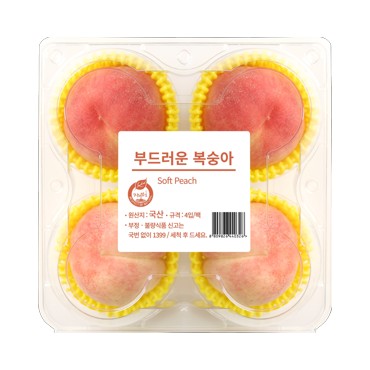 부드러운 복숭아
Soft Peach
• 원산지 : 국산 • 규격 : 4입/팩
• 부정 · 불량식품 신고는
국번 없이 1399 / 세척 후 드세요.